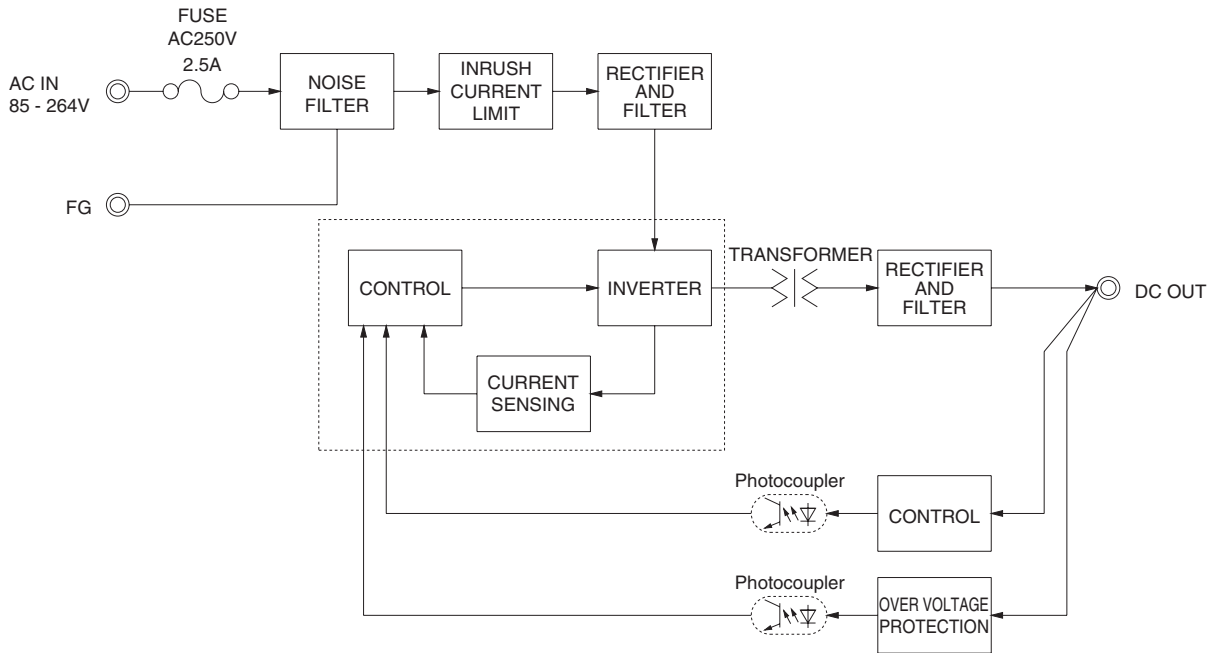 FUSE
AC250V
2.5A
AC IN
85 - 264V
NOISE
FILTER
INRUSH
CURRENT
LIMIT
RECTIFIER
AND
FILTER
FG
CONTROL
INVERTER
TRANSFORMER
RECTIFIER
AND
FILTER
DC OUT
CURRENT
SENSING
Photocoupler
CONTROL
Photocoupler
OVER VOLTAGE
PROTECTION